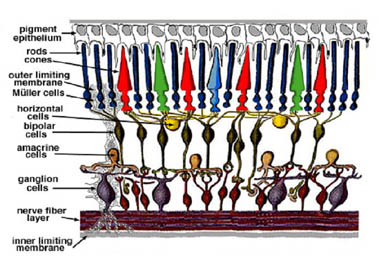 pigment
epithelium
rods
cones
outer limiting
membrane
Müller cells
horizontal
cells
bipolar
cells
amacrine
cells
ganglion
cells
nerve fiber
layer
inner limiting
membrane